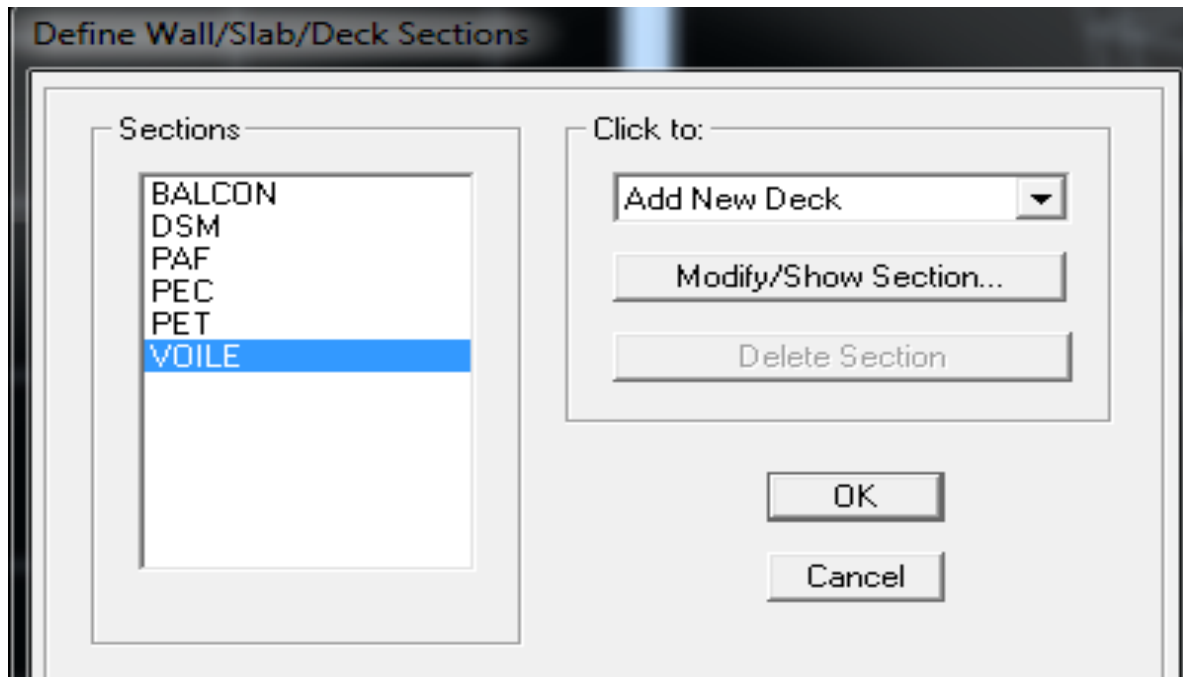 Define Wall/Slab/Deck Sections
Sections
BALCON
DSM
PAF
PEC
PET
VOILE
Click to:
Add New Deck
Modify/Show Section...
Delete Section
OK
Cancel